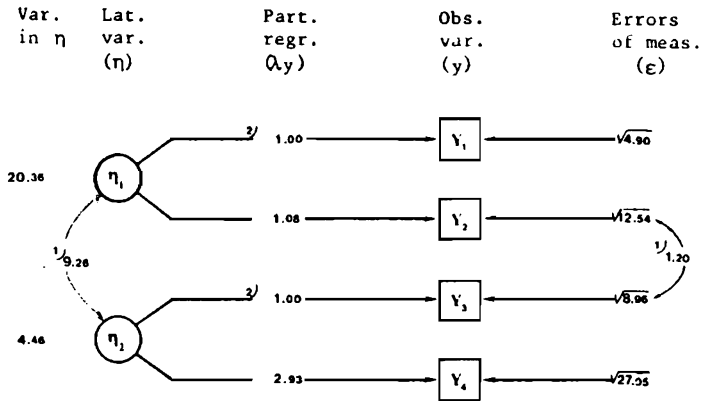 Var. Lat. Part. Obs. Errors
in η var. regr. var. of meas.
(η) (λy) (y) (ε)
2) 1.00 Y₁ √4.90
20.36 η₁
1.08 Y₂ √12.54
1) 9.26 1) 1.20
2) 1.00 Y₃ √8.96
4.46 η₂
2.93 Y₄ √27.05